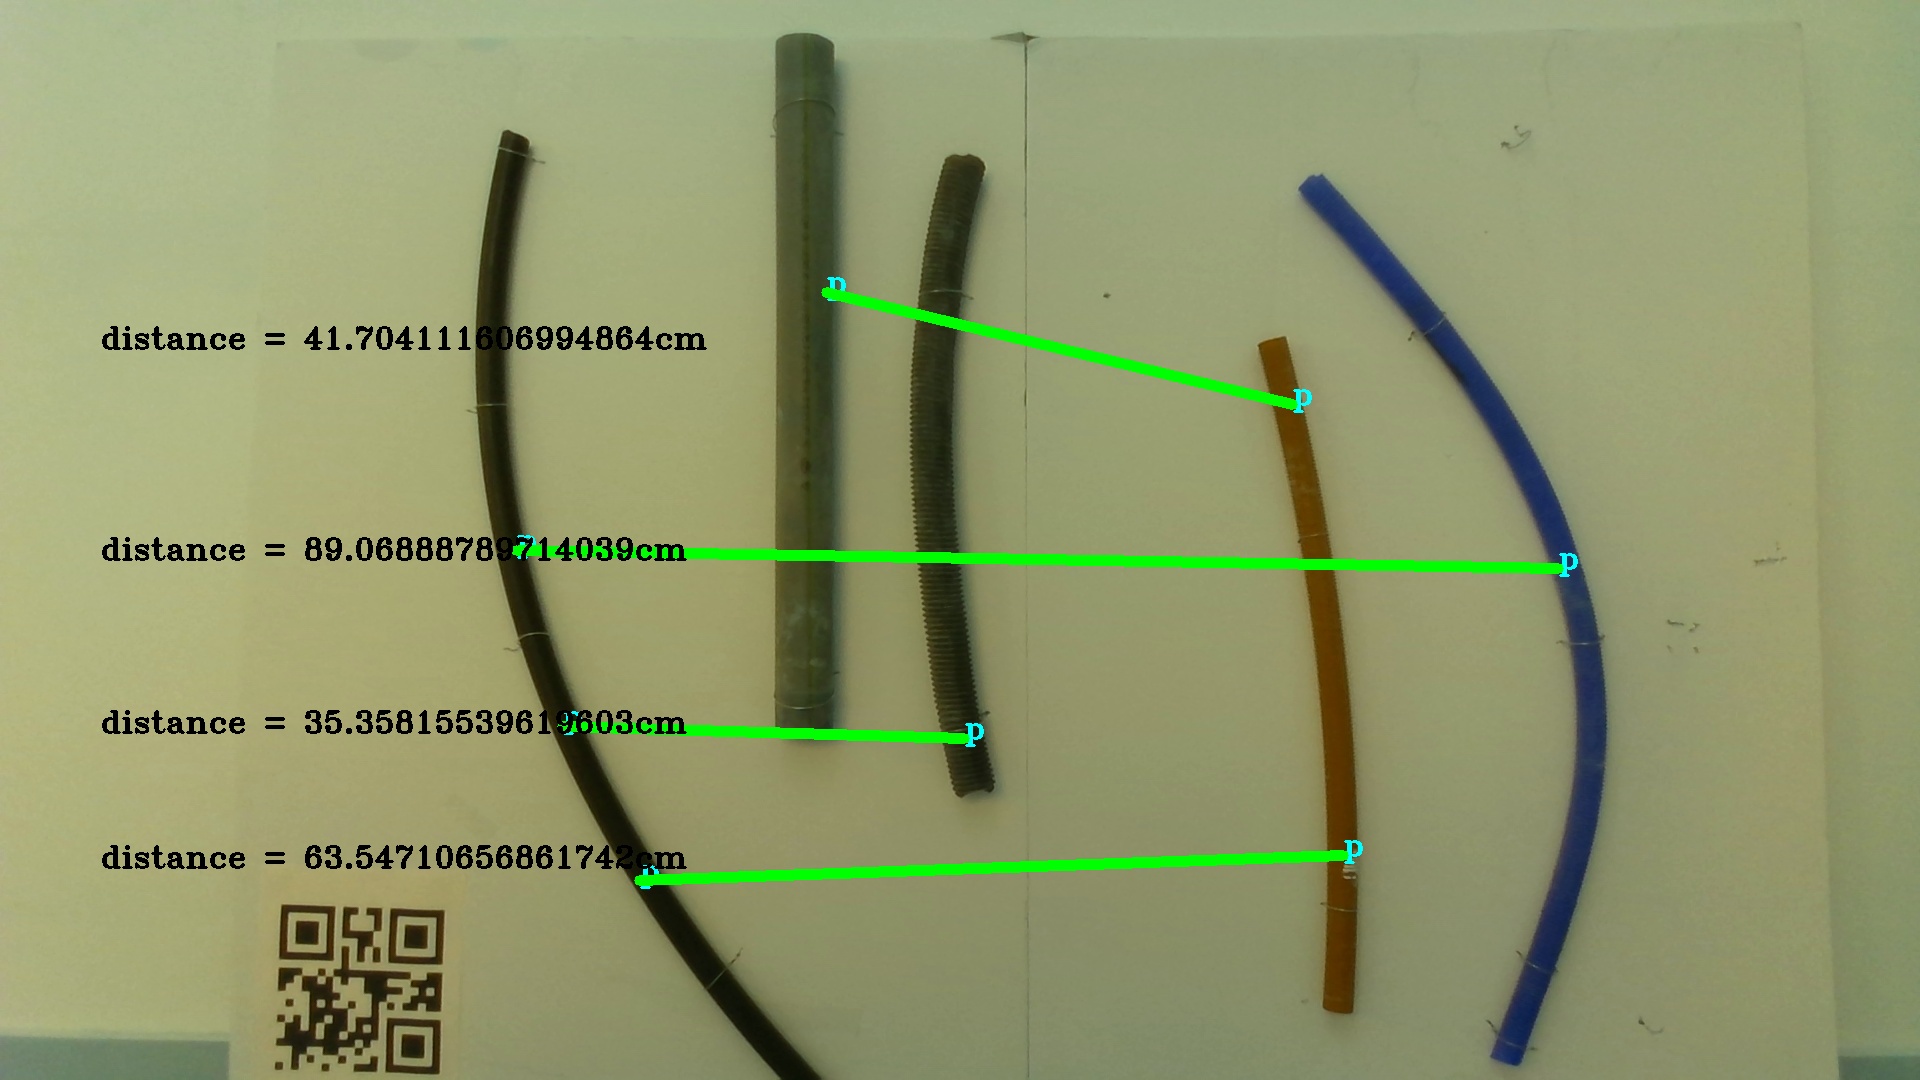 p
distance = 41.704111606994864cm
p
p
distance = 89.06888789714039cm
p
distance = 35.35815539619603cm
p
p
distance = 63.54710656861742cm
p